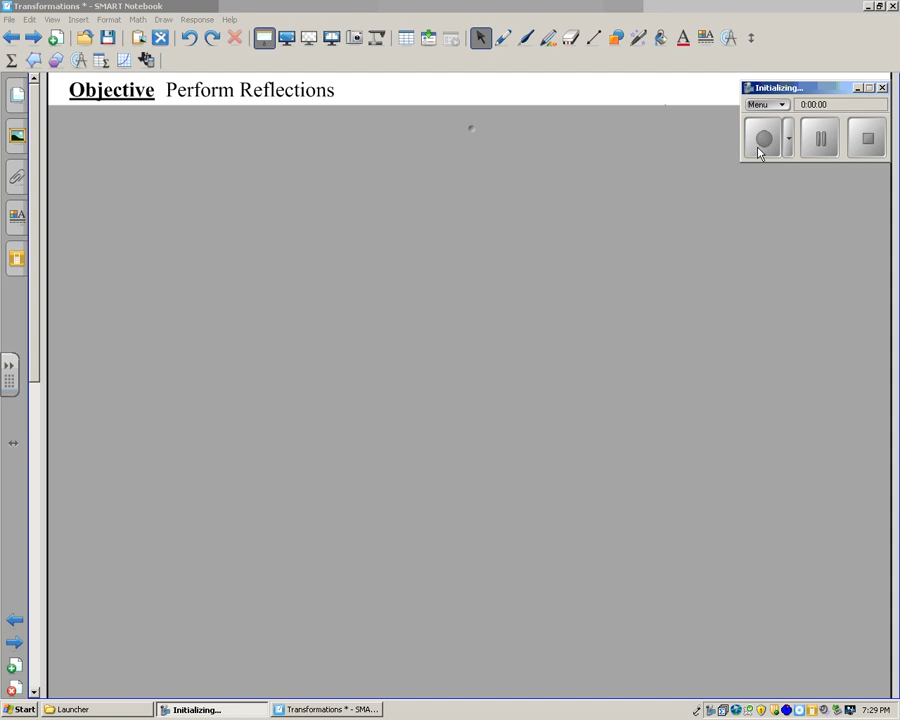 Transformations * - SMART Notebook
File Edit View Insert Format Math Draw Response Help
Objective Perform Reflections
Initializing...
Menu 0:00:00
Start Launcher Initializing... Transformations * - SMA... 7:29 PM